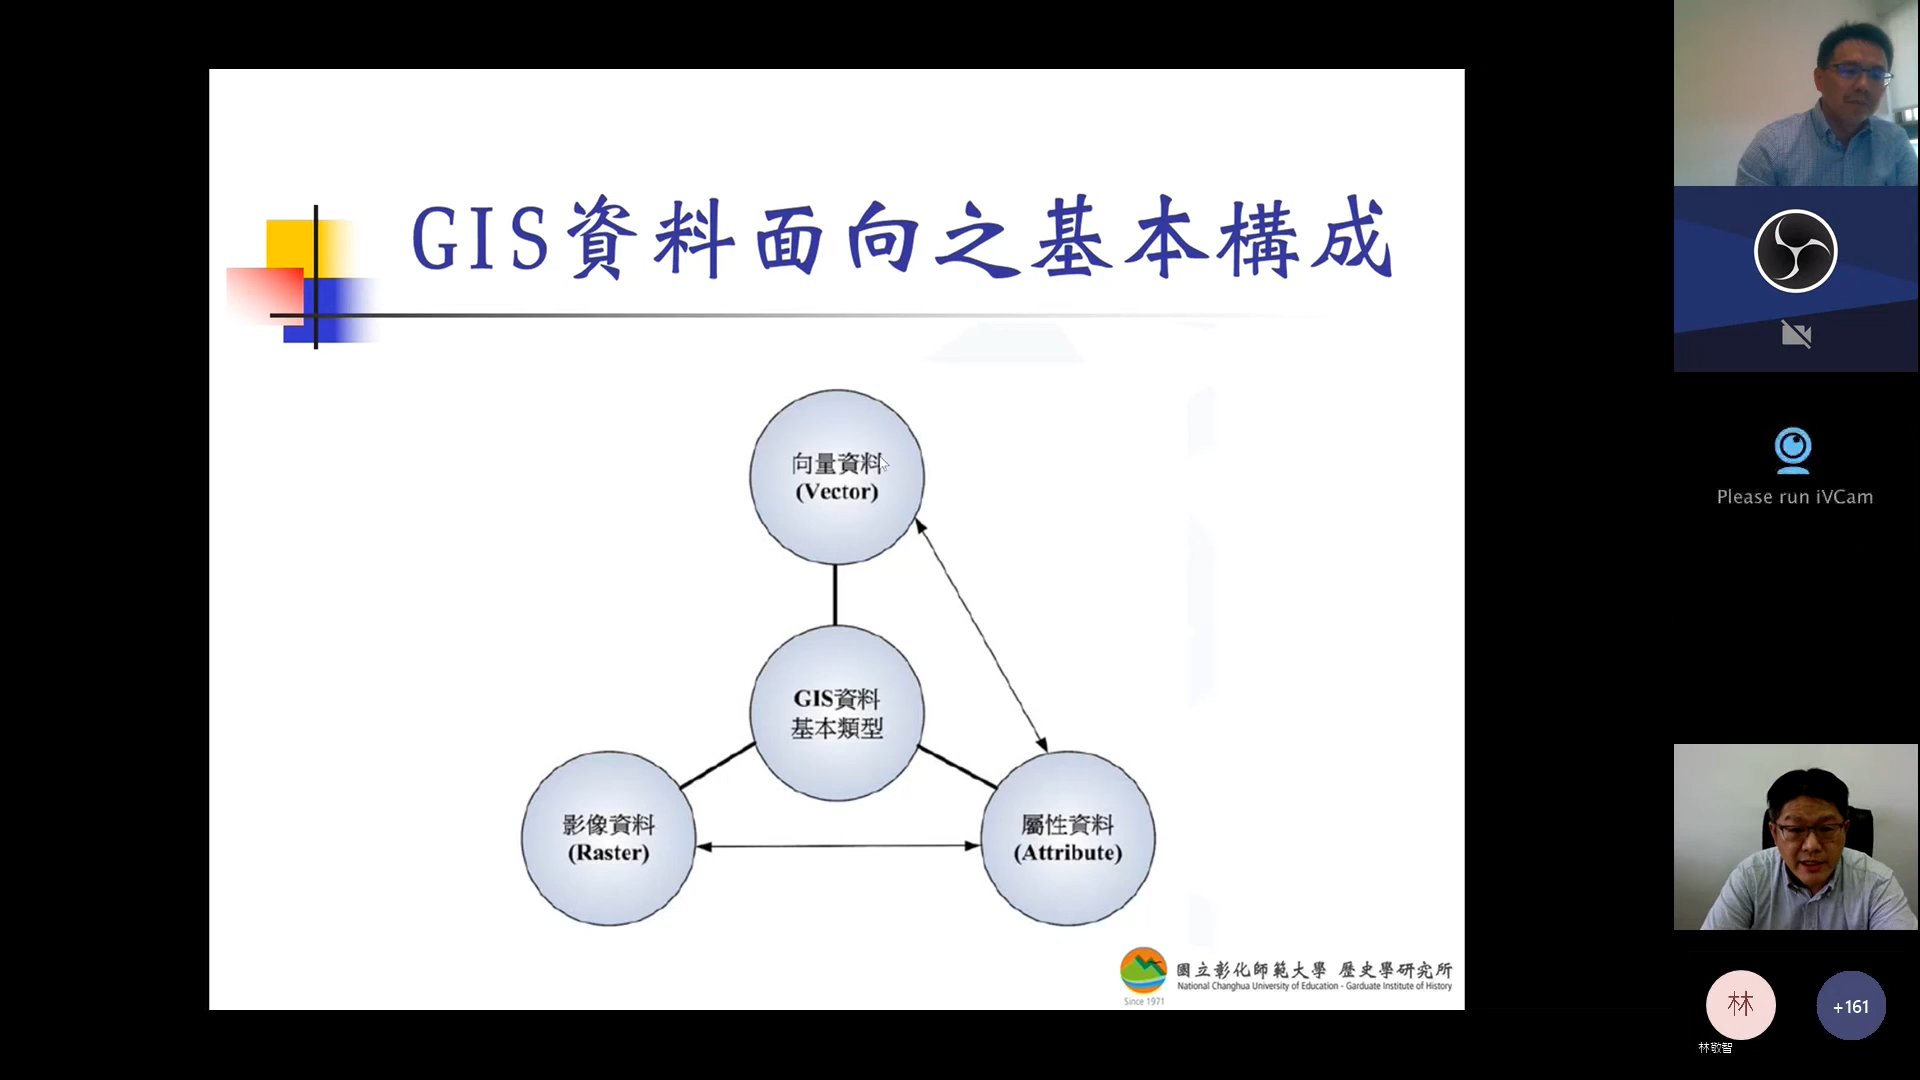 GIS資料面向之基本構成
向量資料
(Vector)
GIS資料
基本類型
影像資料
(Raster)
屬性資料
(Attribute)
國立彰化師範大學 歷史學研究所
National Changhua University of Education - Garduate Institute of History
Since 1971
Please run iVCam
林
+161
林敬智